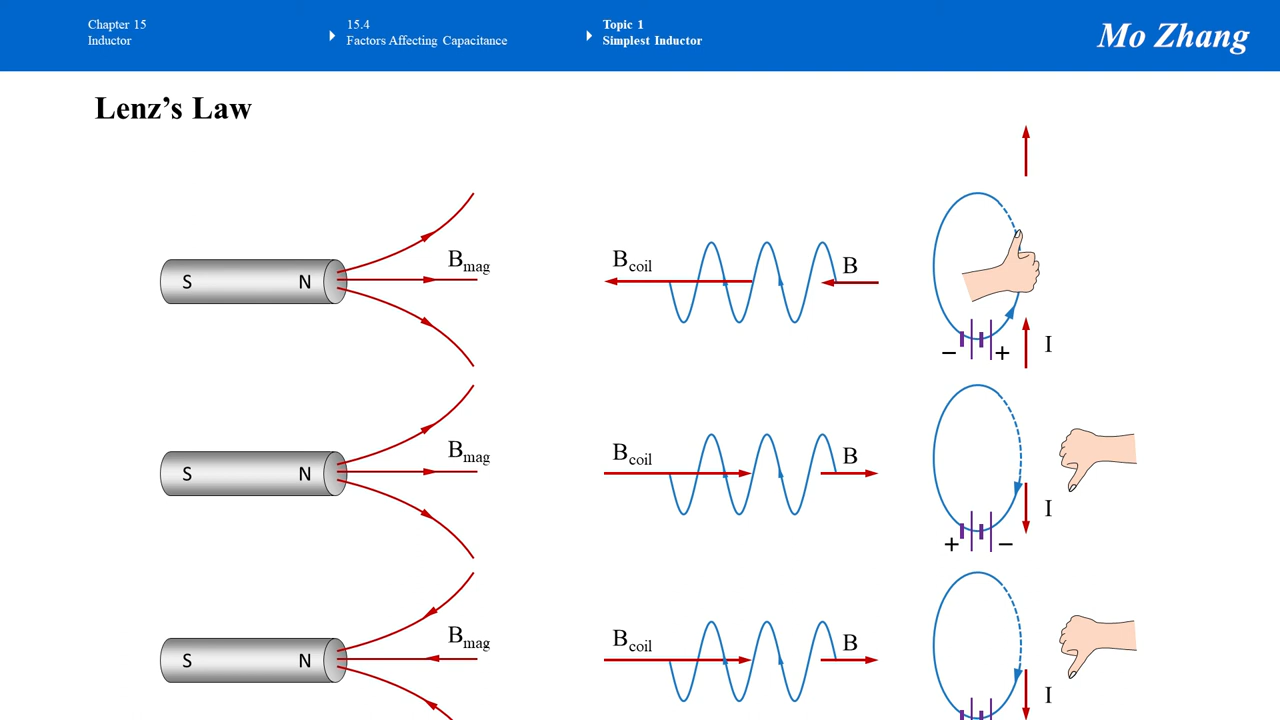 Chapter 15
Inductor
15.4
Factors Affecting Capacitance
Topic 1
Simplest Inductor
Mo Zhang
Lenz’s Law
S N
Bmag
Bcoil
B
− +
I
S N
Bmag
Bcoil
B
I
+ −
S N
Bmag
Bcoil
B
I